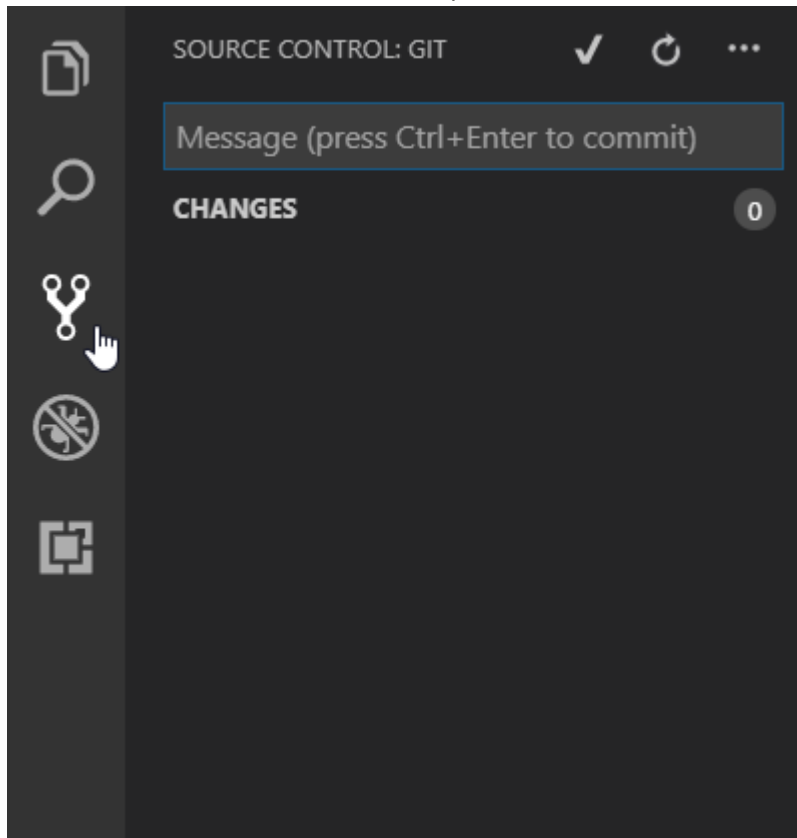 SOURCE CONTROL: GIT
Message (press Ctrl+Enter to commit)
CHANGES 0